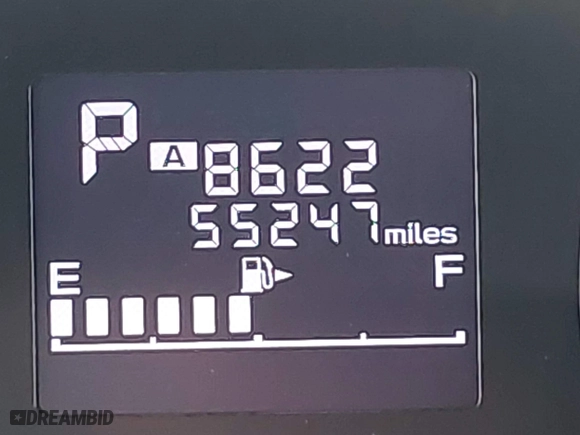 P
A 8622
55247 miles
E F
DREAMBID